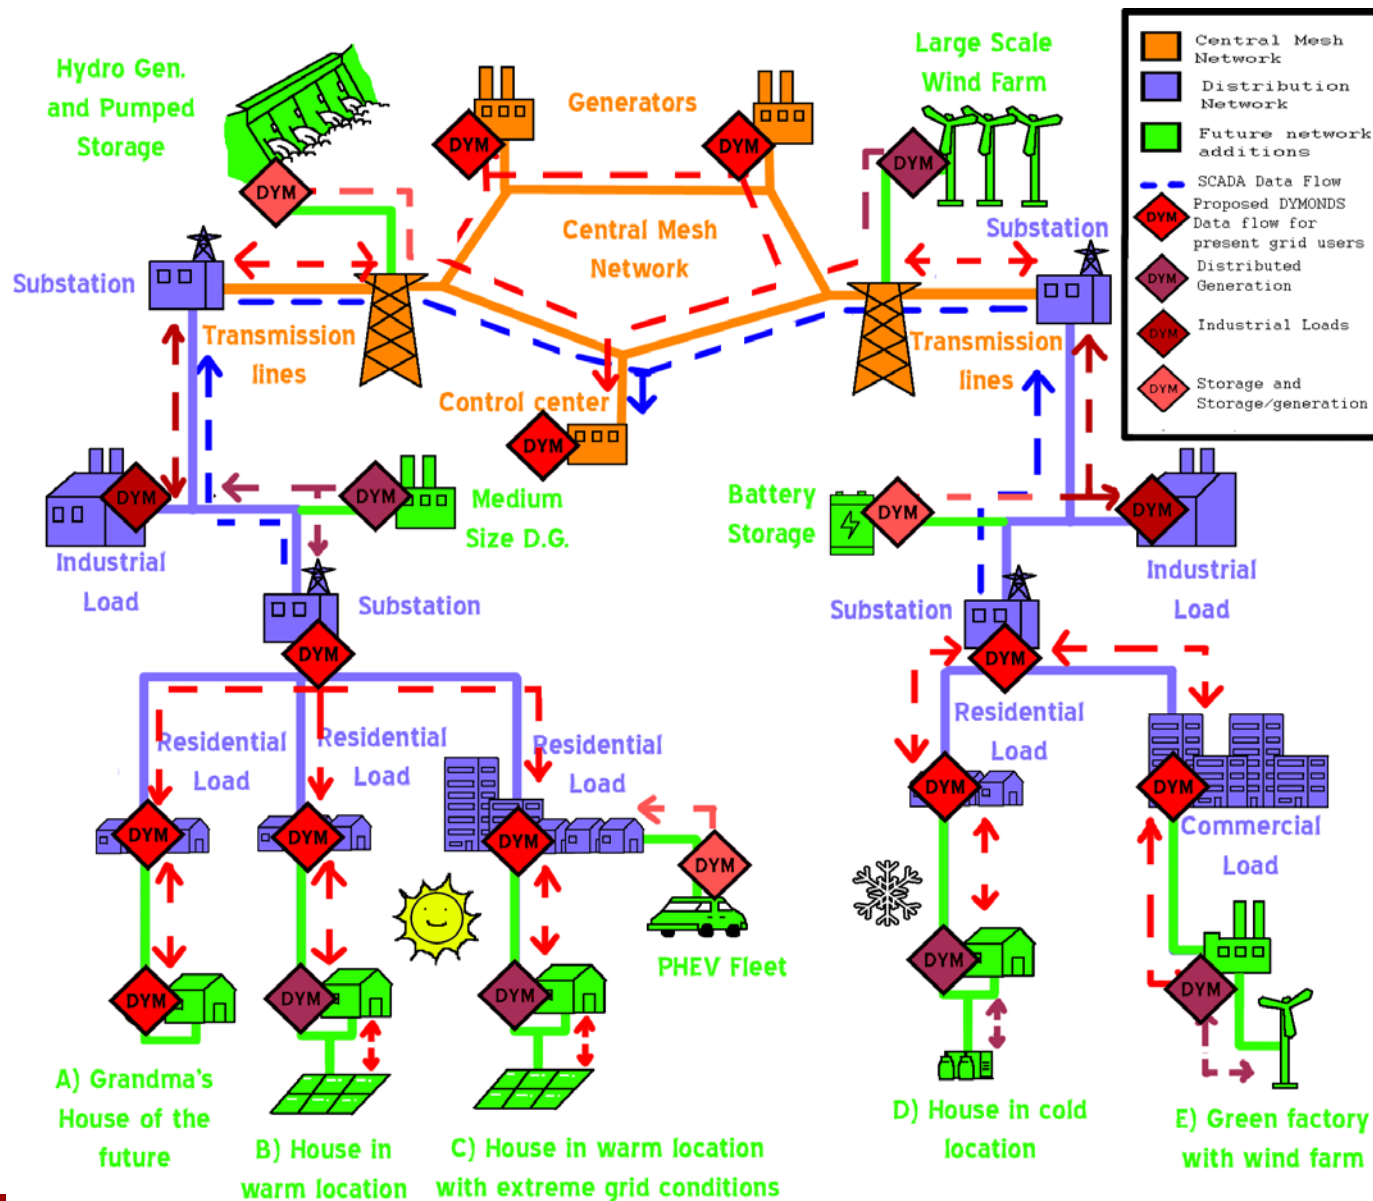 Hydro Gen.
and Pumped
Storage
DYM
Generators
DYM
DYM
Large Scale
Wind Farm
DYM
Central Mesh
Network
Distribution
Network
Future network
additions
SCADA Data Flow
DYM
Proposed DYMONDS
Data flow for
present grid users
DYM
Distributed
Generation
DYM
Industrial Loads
DYM
Storage and
Storage/generation
Substation
Central Mesh
Network
Substation
Transmission
lines
Transmission
lines
Control center
DYM
DYM
Industrial
Load
DYM
Medium
Size D.G.
Battery
Storage
DYM
DYM
Industrial
Load
Substation
DYM
Substation
DYM
Residential
Load
Residential
Load
Residential
Load
Residential
Load
DYM
DYM
DYM
DYM
PHEV Fleet
DYM
DYM
Commercial
Load
DYM
DYM
DYM
DYM
DYM
A) Grandma's
House of the
future
B) House in
warm location
C) House in warm location
with extreme grid conditions
D) House in cold
location
E) Green factory
with wind farm